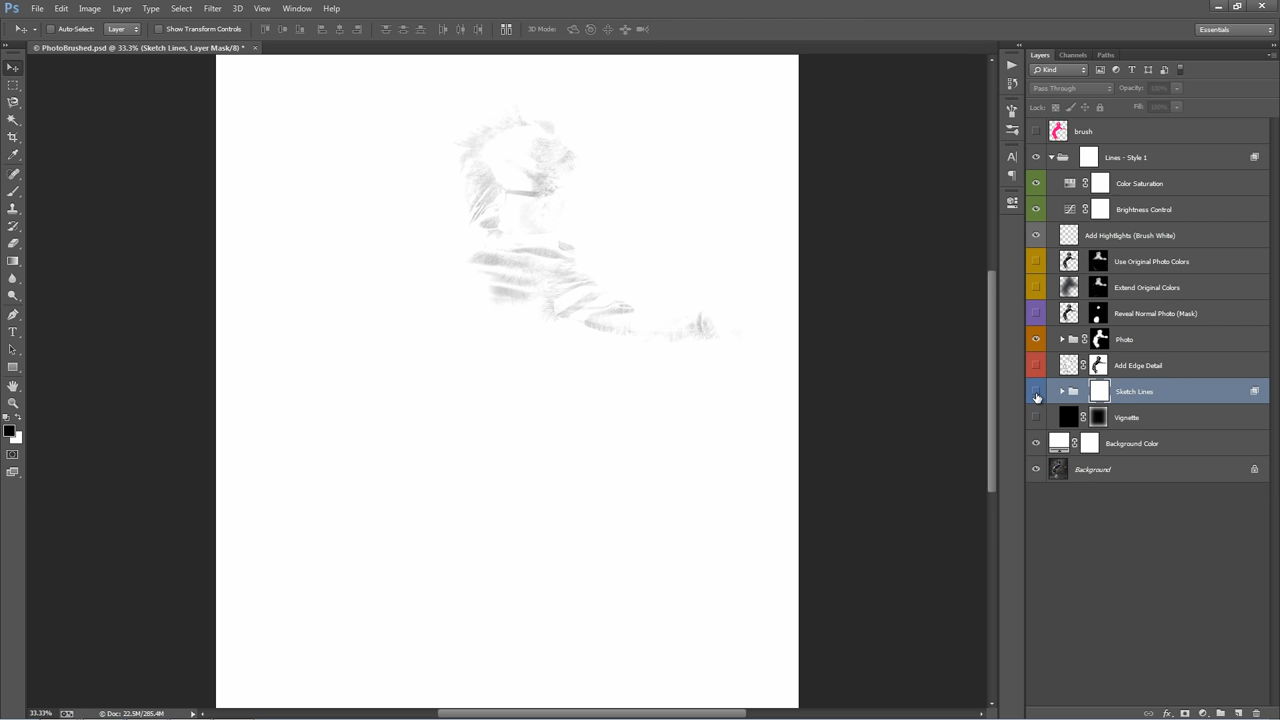 Ps File Edit Image Layer Type Select Filter 3D View Window Help
Auto-Select: Layer Show Transform Controls 3D Mode: Essentials
© PhotoBrushed.psd @ 33.3% (Sketch Lines, Layer Mask/8) * ×
Layers Channels Paths
Kind T
Pass Through Opacity: 100%
Lock: Fill: 100%
brush
Lines - Style 1
Color Saturation
Brightness Control
Add Highlights (Brush White)
Use Original Photo Colors
Extend Original Colors
Reveal Normal Photo (Mask)
Photo
Add Edge Detail
Sketch Lines
Vignette
Background Color
Background
33.33% © Doc: 22.5M/285.4M
fx